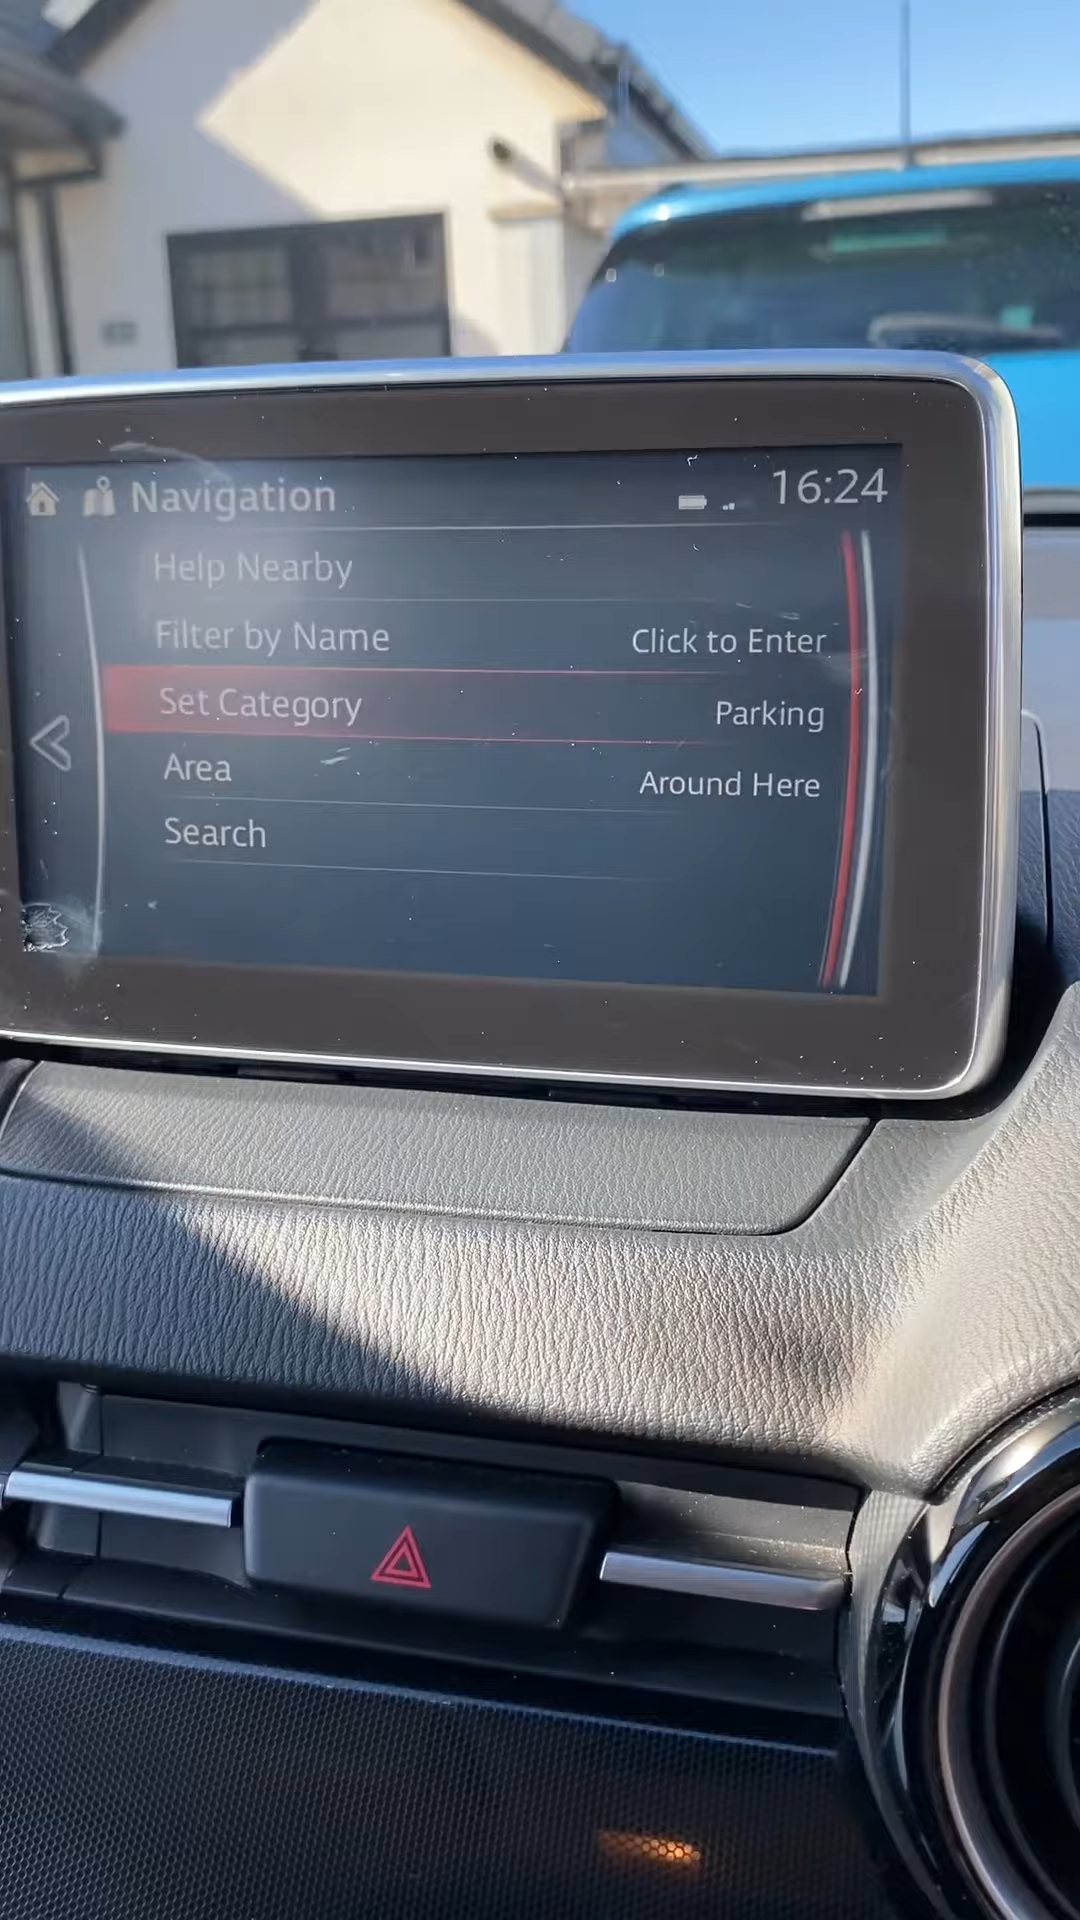 Navigation 16:24
Help Nearby
Filter by Name Click to Enter
Set Category Parking
Area Around Here
Search